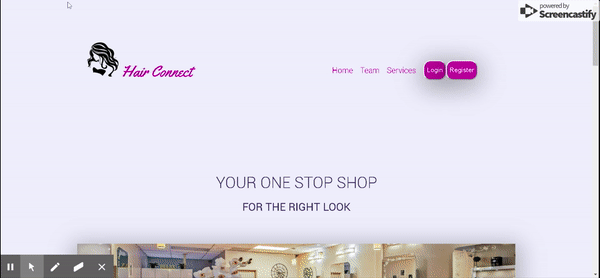 powered by
Screencastify
Hair Connect
Home Team Services Login Register
YOUR ONE STOP SHOP
FOR THE RIGHT LOOK